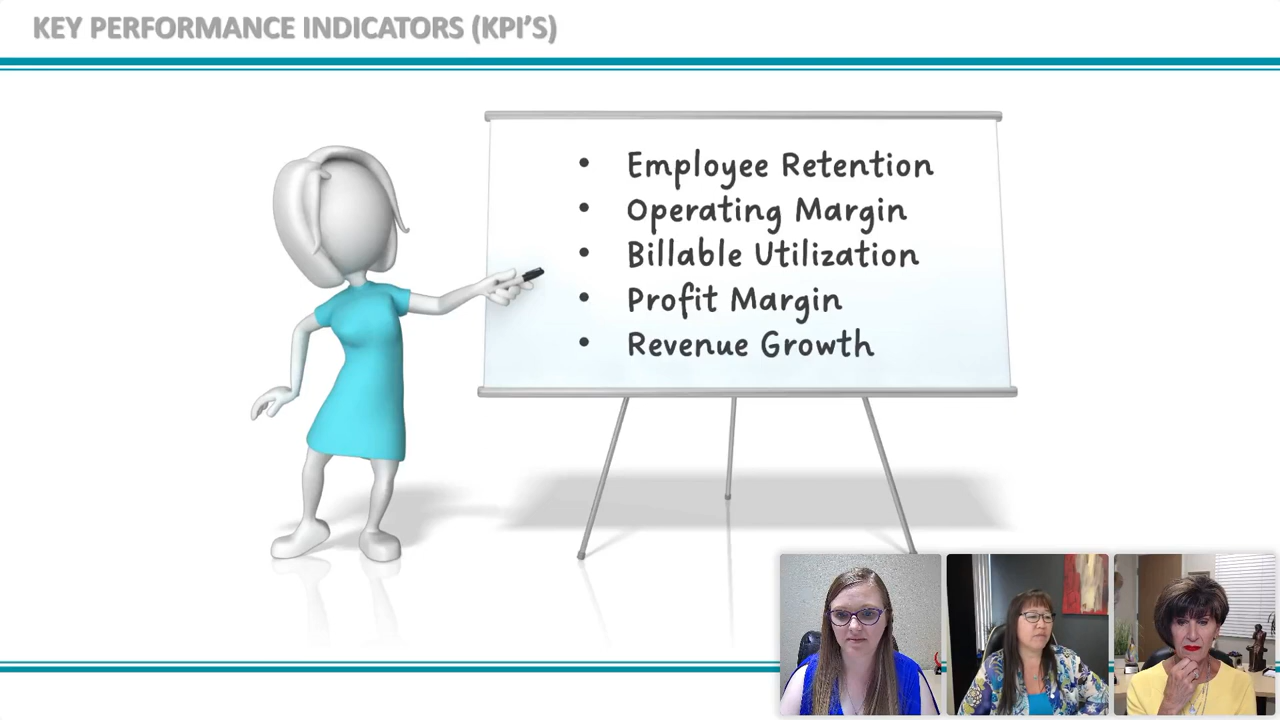 KEY PERFORMANCE INDICATORS (KPI'S)
• Employee Retention
• Operating Margin
• Billable Utilization
• Profit Margin
• Revenue Growth